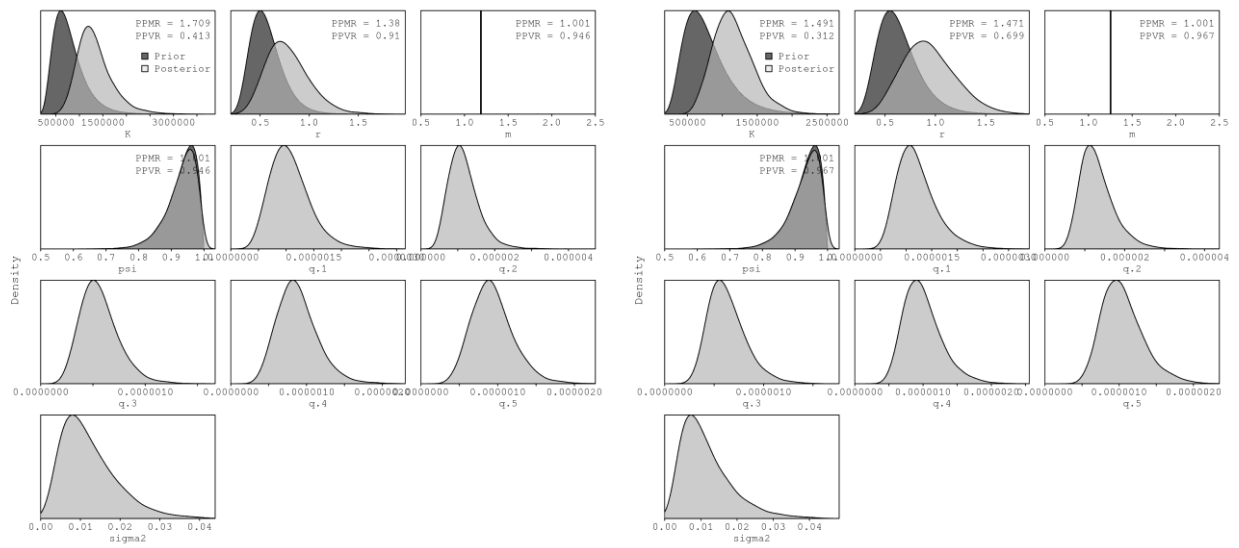 PPMR = 1.709
PPVR = 0.413
Prior
Posterior
500000 1500000 3000000
K
PPMR = 1.38
PPVR = 0.91
0.5 1.0 1.5
r
PPMR = 1.001
PPVR = 0.946
0.5 1.0 1.5 2.0 2.5
m
PPVR = 0.946
0.5 0.6 0.7 0.8 0.9
psi
0.0000015
q.1
0.000002 0.000004
q.2
Density
0.0000000 0.0000010
q.3
0.0000010
q.4
0.0000010 0.0000020
q.5
0.00 0.01 0.02 0.03 0.04
sigma2
PPMR = 1.491
PPVR = 0.312
Prior
Posterior
500000 1500000 2500000
K
PPMR = 1.471
PPVR = 0.699
0.5 1.0 1.5
r
PPMR = 1.001
PPVR = 0.967
0.5 1.0 1.5 2.0 2.5
m
PPVR = 0.967
0.5 0.6 0.7 0.8 0.9
psi
0.0000015
q.1
0.000002 0.000004
q.2
Density
0.0000000 0.0000010
q.3
0.0000010
q.4
0.0000010 0.0000020
q.5
0.00 0.01 0.02 0.03 0.04
sigma2